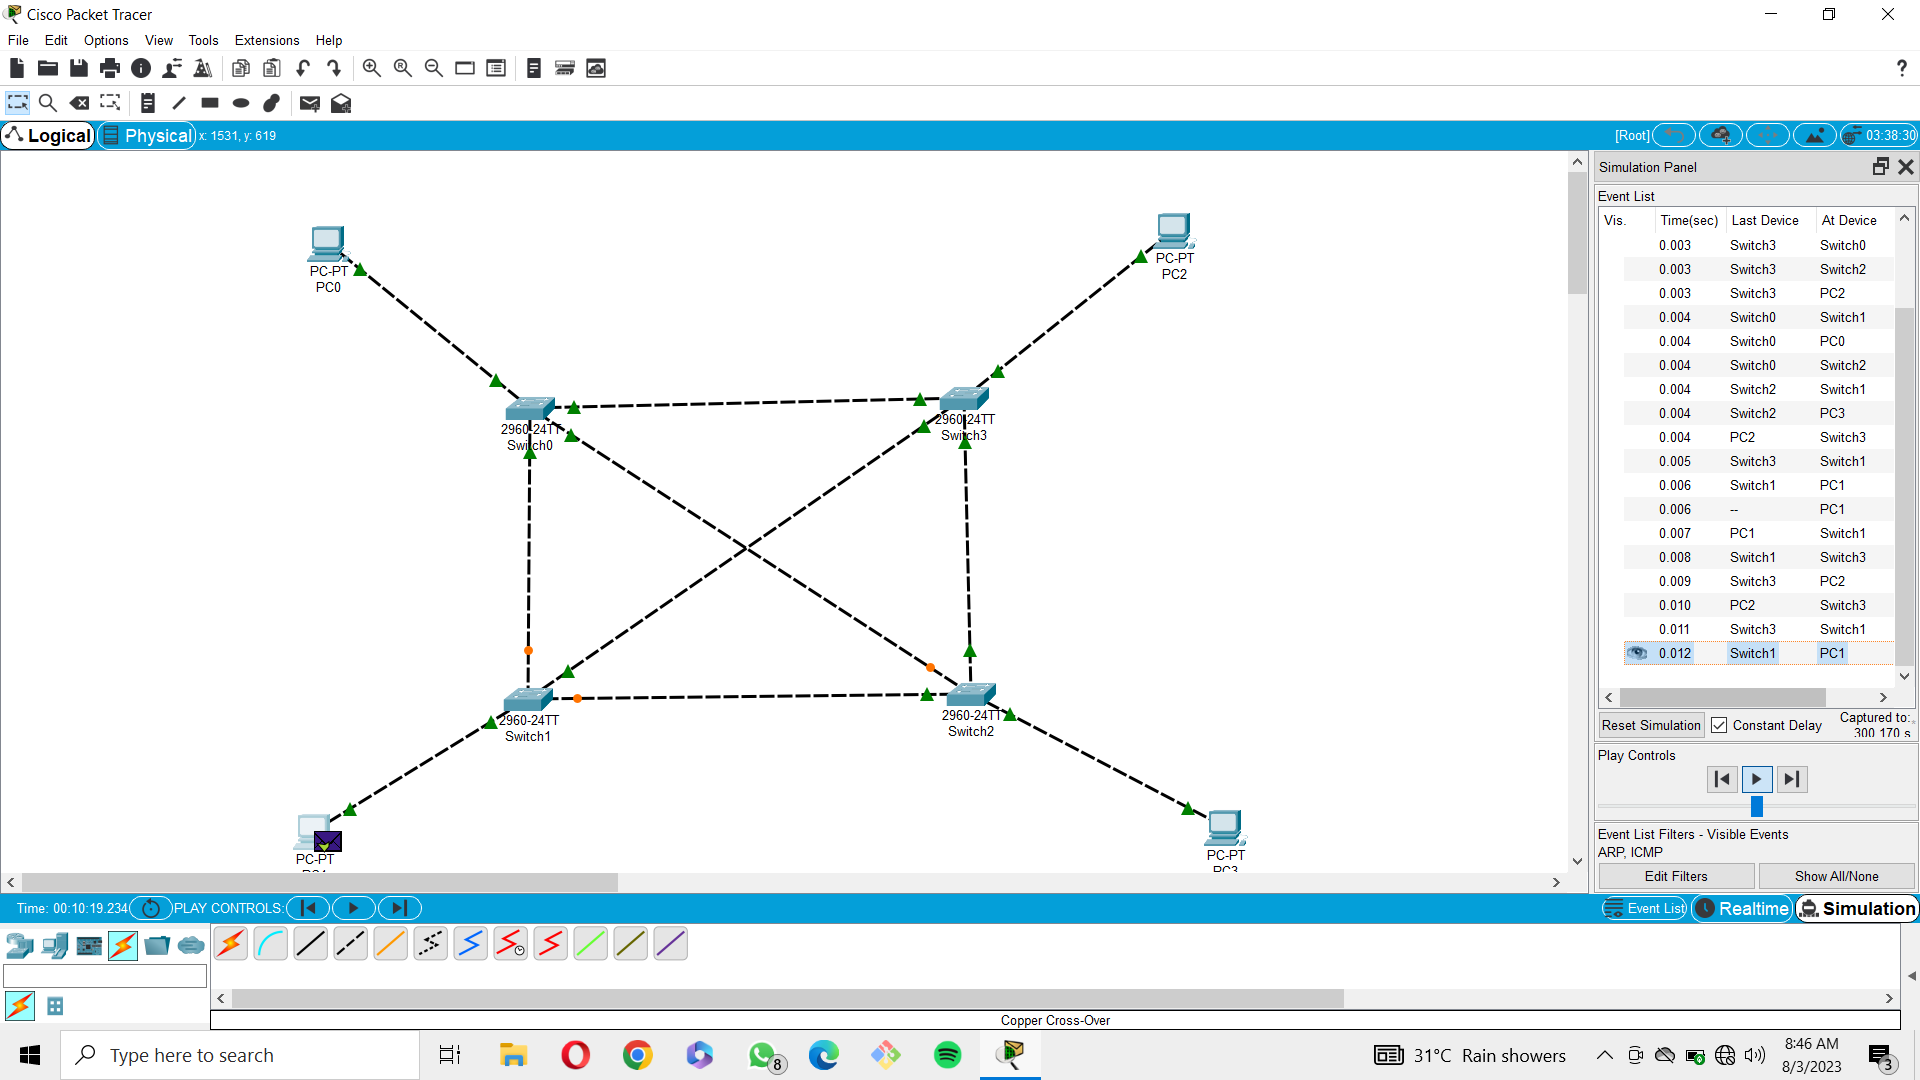 Cisco Packet Tracer
File Edit Options View Tools Extensions Help
?
Logical Physical x: 1531, y: 619 [Root] 03:38:30
Simulation Panel
Event List
Vis. Time(sec) Last Device At Device
0.003 Switch3 Switch0
0.003 Switch3 Switch2
0.003 Switch3 PC2
0.004 Switch0 Switch1
0.004 Switch0 PC0
0.004 Switch0 Switch2
0.004 Switch2 Switch1
0.004 Switch2 PC3
0.004 PC2 Switch3
0.005 Switch3 Switch1
0.006 Switch1 PC1
0.006 -- PC1
0.007 PC1 Switch1
0.008 Switch1 Switch3
0.009 Switch3 PC2
0.010 PC2 Switch3
0.011 Switch3 Switch1
0.012 Switch1 PC1
Reset Simulation Constant Delay Captured to:
300.170 s
Play Controls
Event List Filters - Visible Events
ARP, ICMP
Edit Filters Show All/None
PC-PT
PC0
PC-PT
PC2
2960-24TT
Switch0
2960-24TT
Switch3
2960-24TT
Switch1
2960-24TT
Switch2
PC-PT
PC1
PC-PT
PC3
Time: 00:10:19.234 PLAY CONTROLS: Event List Realtime Simulation
Copper Cross-Over
Type here to search
8
31°C Rain showers
8:46 AM
8/3/2023
3